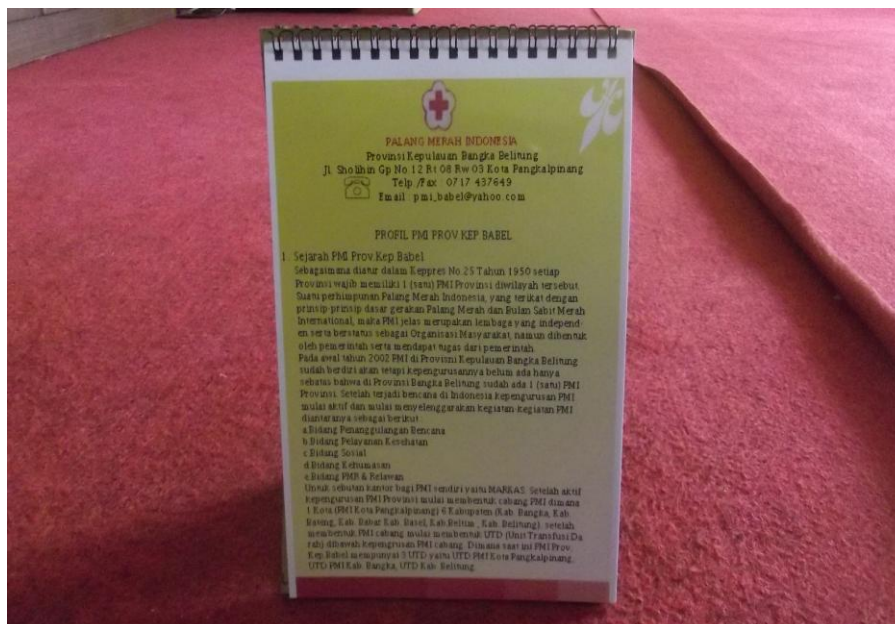 PALANG MERAH INDONESIA
Provinsi Kepulauan Bangka Belitung
Jl. Sholihin Gp No.12 Rt 08 Rw 03 Kota Pangkalpinang
Telp /Fax : 0717 437649
Email : pmi_babel@yahoo.com
PROFIL PMI PROV.KEP BABEL
1. Sejarah PMI Prov.Kep Babel
Sebagaimana diatur dalam Keppres No.25 Tahun 1950 setiap
Provinsi wajib memiliki 1 (satu) PMI Provinsi diwilayah tersebut.
Suatu perhimpunan Palang Merah Indonesia, yang terikat dengan
prinsip-prinsip dasar gerakan Palang Merah dan Bulan Sabit Merah
International, maka PMI jelas merupakan lembaga yang independ-
en serta berstatus sebagai Organisasi Masyarakat, namun dibentuk
oleh pemerintah serta mendapat tugas dari pemerintah.
Pada awal tahun 2002 PMI di Provinsi Kepulauan Bangka Belitung
sudah berdiri akan tetapi kepengurusannya belum ada hanya
sebatas bahwa di Provinsi Bangka Belitung sudah ada 1 (satu) PMI
Provinsi. Setelah terjadi bencana di Indonesia kepengurusan PMI
mulai aktif dan mulai menyelenggarakan kegiatan kegiatan PMI
diantaranya sebagai berikut :
a.Bidang Penanggulangan Bencana
b.Bidang Pelayanan Kesehatan
c.Bidang Sosial
d.Bidang Kehumasan
e.Bidang PMR & Relawan
Untuk sebutan kantor bagi PMI sendiri yaitu MARKAS. Setelah aktif
kepengurusan PMI Provinsi mulai membentuk cabang PMI dimana
1 Kota (PMI Kota Pangkalpinang) 6 Kabupaten (Kab. Bangka, Kab.
Bateng, Kab. Babar Kab. Basel, Kab.Beltim , Kab. Belitung). setelah
membentuk PMI cabang mulai membentuk UTD (Unit Transfusi Da
rah) dibawah kepengrusan PMI cabang. Dimana saat ini PMI Prov.
Kep.Babel mempunyai 3 UTD yaitu UTD PMI Kota Pangkalpinang,
UTD PMI Kab. Bangka, UTD Kab. Belitung.